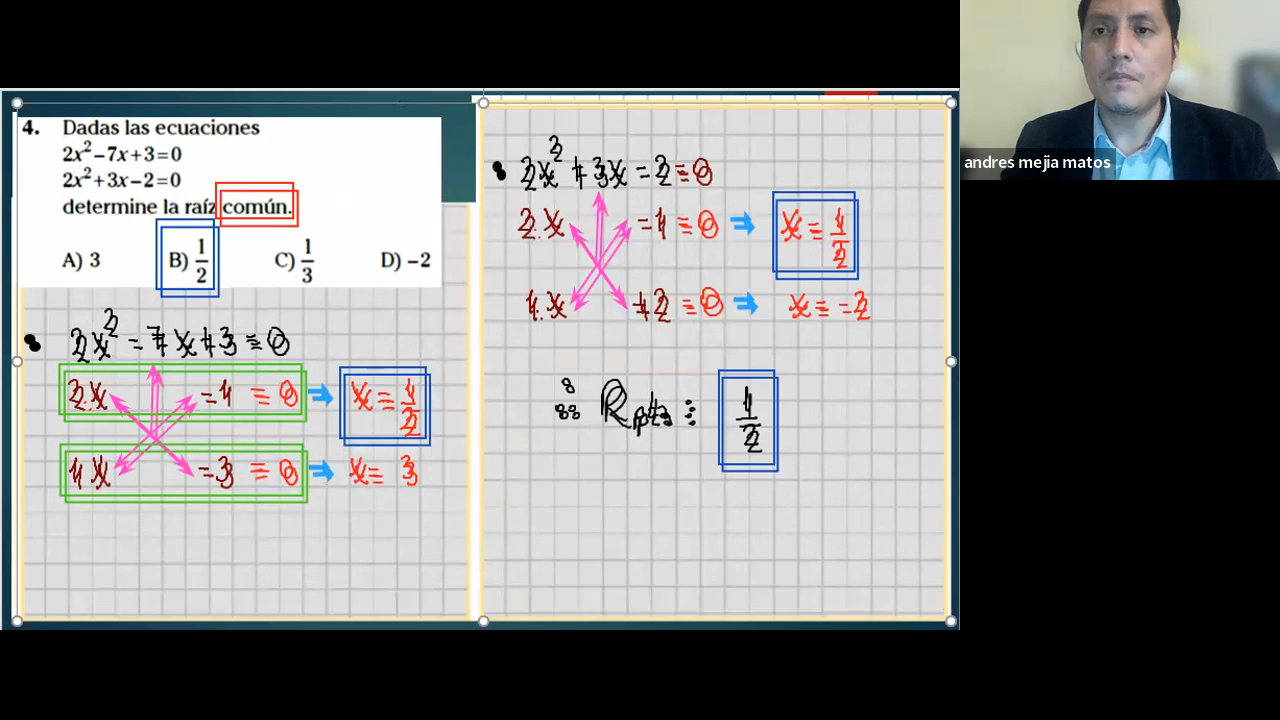 4. Dadas las ecuaciones
2x²−7x+3=0
2x²+3x−2=0
determine la raíz común.
A) 3 B) 1/2 C) 1/3 D) −2
2x² − 7x + 3 = 0
2x − 1 = 0 ⇒ x = 1/2
1x − 3 = 0 ⇒ x = 3
2x² + 3x − 2 = 0
2x − 1 = 0 ⇒ x = 1/2
1x + 2 = 0 ⇒ x = −2
∴ Rpta: 1/2
andres mejia matos